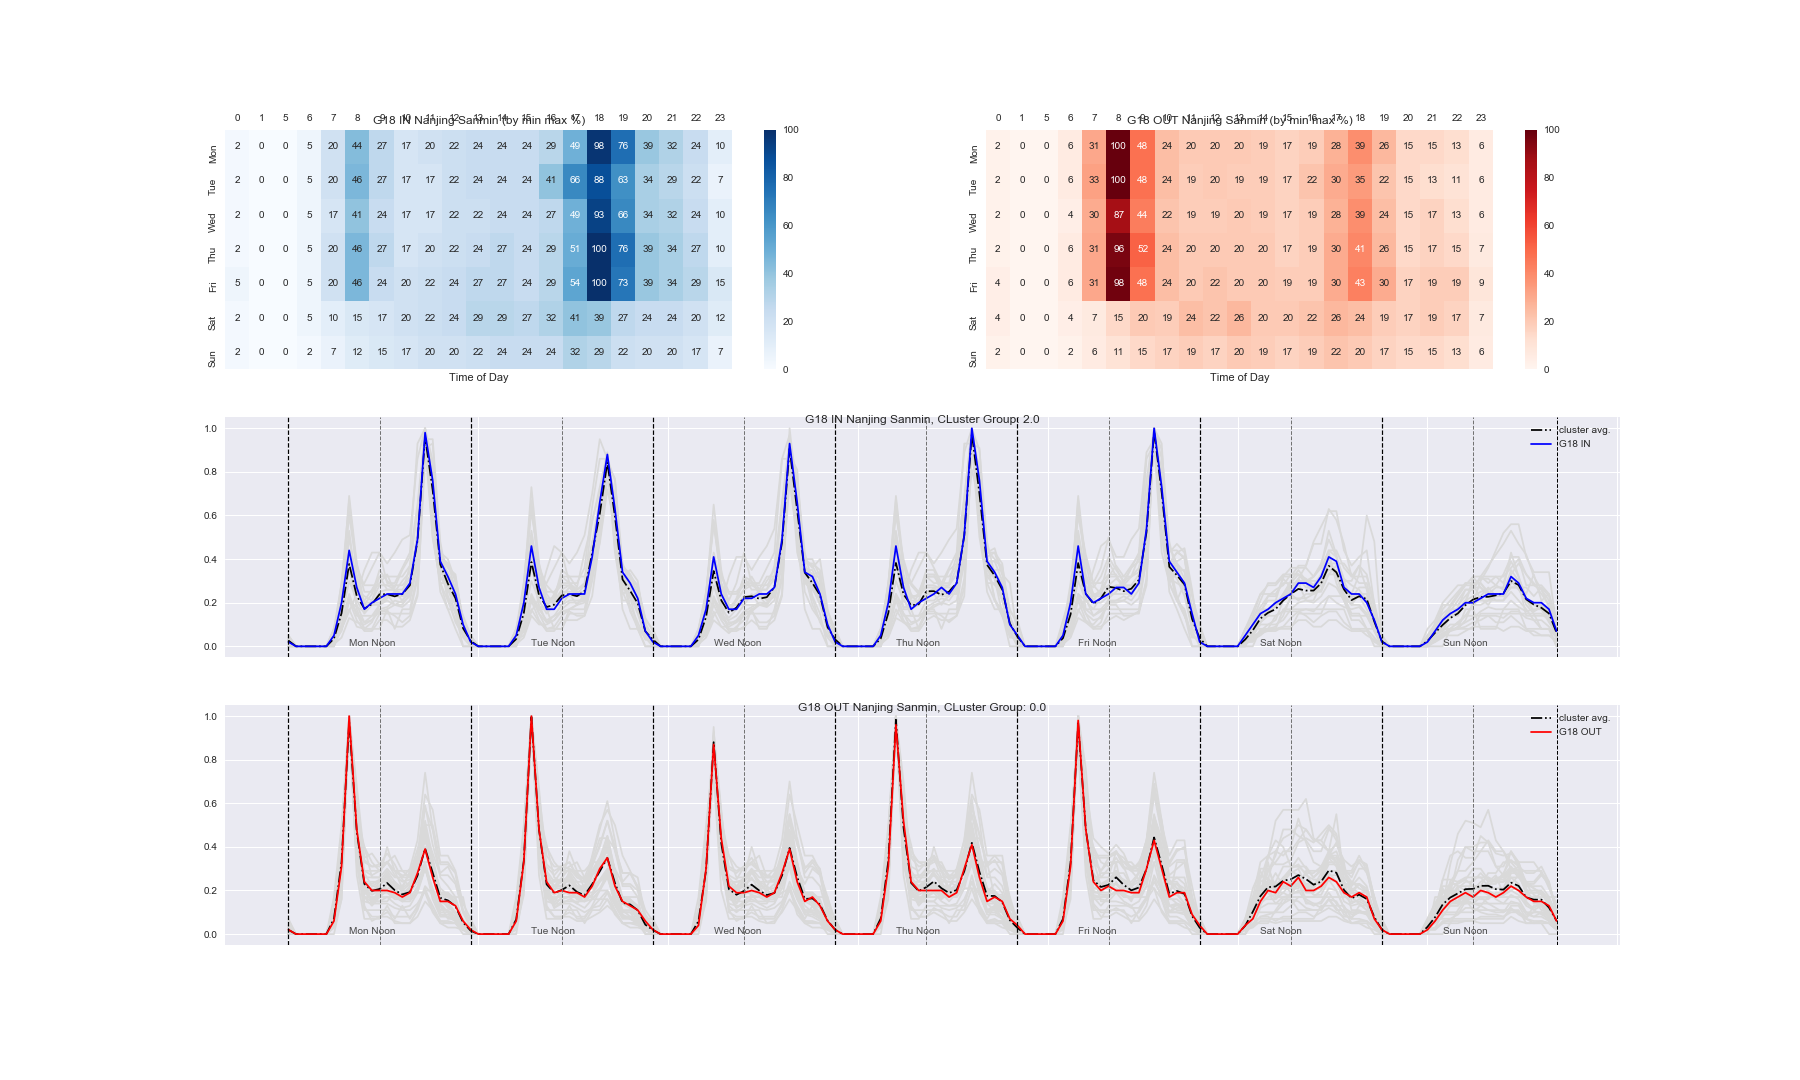 G18 IN Nanjing Sanmin (by min max %)
0 1 5 6 7 8 9 10 11 12 13 14 15 16 17 18 19 20 21 22 23
Mon 2 0 0 5 20 44 27 17 20 22 24 24 24 29 49 98 76 39 32 24 10
Tue 2 0 0 5 20 46 27 17 17 22 24 24 24 41 66 88 63 34 29 22 7
Wed 2 0 0 5 17 41 24 17 17 22 22 24 24 27 49 93 66 34 32 24 10
Thu 2 0 0 5 20 46 27 17 20 22 24 27 24 29 51 100 76 39 34 27 10
Fri 5 0 0 5 20 46 24 20 22 24 27 27 24 29 54 100 73 39 34 29 15
Sat 2 0 0 5 10 15 17 20 22 24 29 29 27 32 41 39 27 24 24 20 12
Sun 2 0 0 2 7 12 15 17 20 20 22 24 24 24 32 29 22 20 20 17 7
Time of Day
100
80
60
40
20
0
G18 OUT Nanjing Sanmin (by min max %)
0 1 5 6 7 8 9 10 11 12 13 14 15 16 17 18 19 20 21 22 23
Mon 2 0 0 6 31 100 48 24 20 20 20 19 17 19 28 39 26 15 15 13 6
Tue 2 0 0 6 33 100 48 24 19 20 19 19 17 22 30 35 22 15 13 11 6
Wed 2 0 0 4 30 87 44 22 19 19 20 19 17 19 28 39 24 15 17 13 6
Thu 2 0 0 6 31 96 52 24 20 20 20 20 17 19 30 41 26 15 17 15 7
Fri 4 0 0 6 31 98 48 24 20 22 20 20 19 19 30 43 30 17 19 19 9
Sat 4 0 0 4 7 15 20 19 24 22 26 20 20 22 26 24 19 17 19 17 7
Sun 2 0 0 2 6 11 15 17 19 17 20 19 17 19 22 20 17 15 15 13 6
Time of Day
100
80
60
40
20
0
G18 IN Nanjing Sanmin, CLuster Group: 2.0
cluster avg.
G18 IN
1.0
0.8
0.6
0.4
0.2
0.0
Mon Noon Tue Noon Wed Noon Thu Noon Fri Noon Sat Noon Sun Noon
G18 OUT Nanjing Sanmin, CLuster Group: 0.0
cluster avg.
G18 OUT
1.0
0.8
0.6
0.4
0.2
0.0
Mon Noon Tue Noon Wed Noon Thu Noon Fri Noon Sat Noon Sun Noon